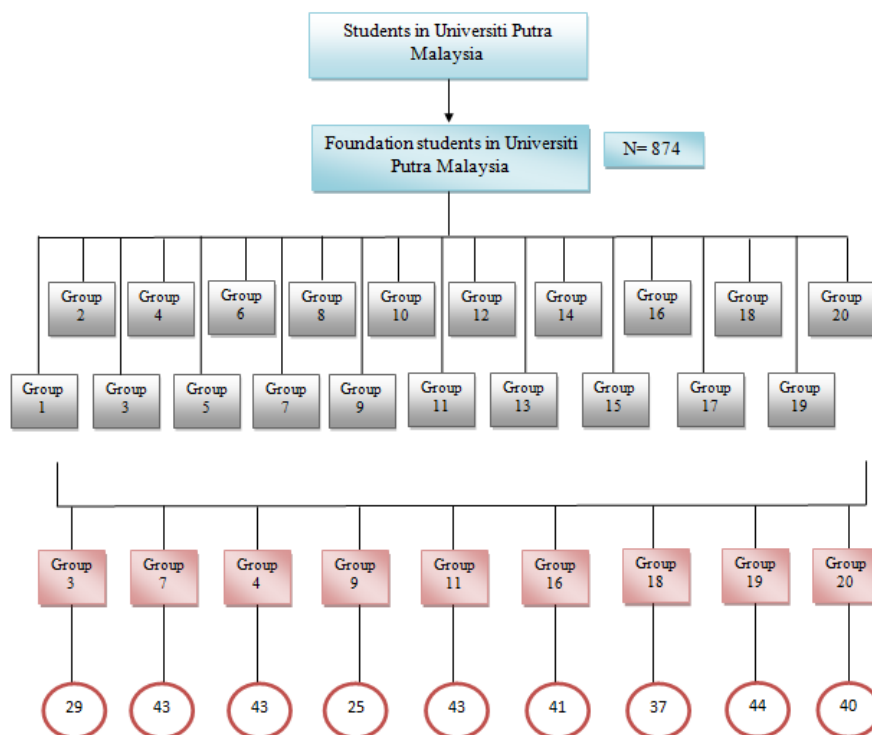 Students in Universiti Putra
Malaysia
Foundation students in Universiti
Putra Malaysia
N= 874
Group
2
Group
4
Group
6
Group
8
Group
10
Group
12
Group
14
Group
16
Group
18
Group
20
Group
1
Group
3
Group
5
Group
7
Group
9
Group
11
Group
13
Group
15
Group
17
Group
19
Group
3
Group
7
Group
4
Group
9
Group
11
Group
16
Group
18
Group
19
Group
20
29
43
43
25
43
41
37
44
40